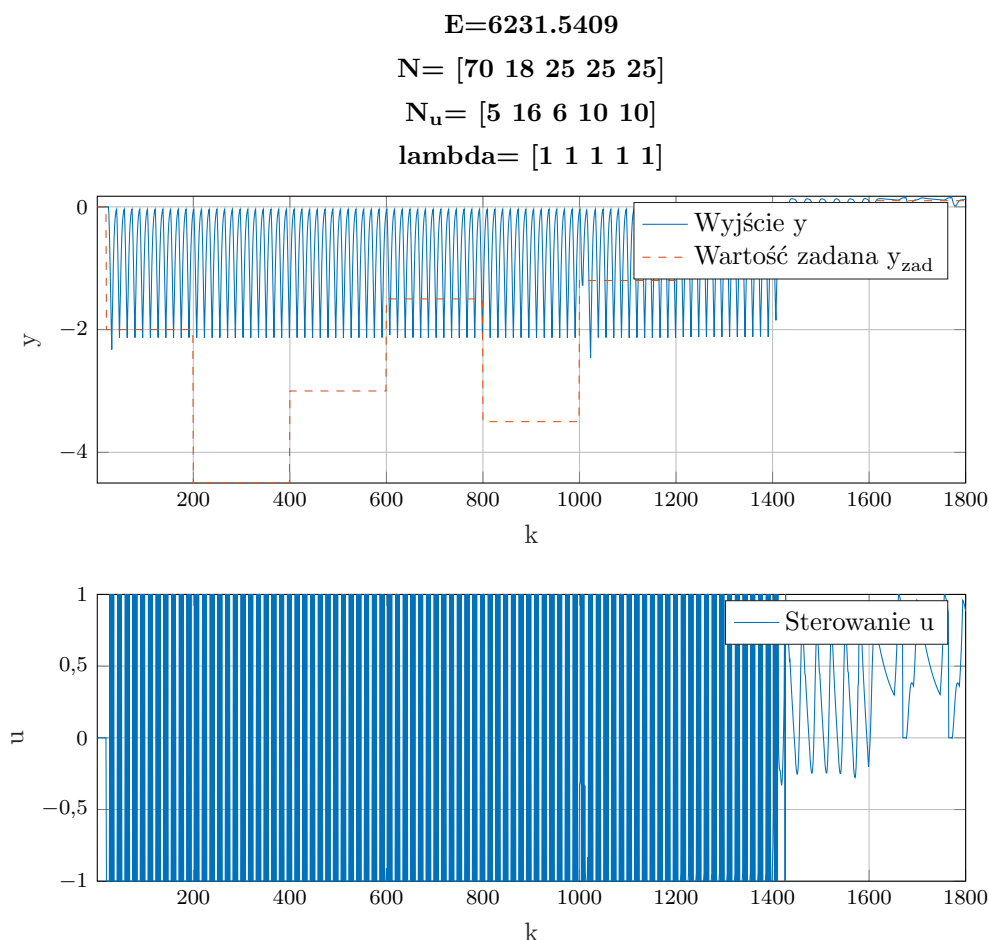 E=6231.5409
N= [70 18 25 25 25]
Nu= [5 16 6 10 10]
lambda= [1 1 1 1 1]
0
−2
−4
y
Wyjście y
Wartość zadana yzad
200 400 600 800 1000 1200 1400 1600 1800
k
1
0,5
0
−0,5
−1
u
Sterowanie u
200 400 600 800 1000 1200 1400 1600 1800
k